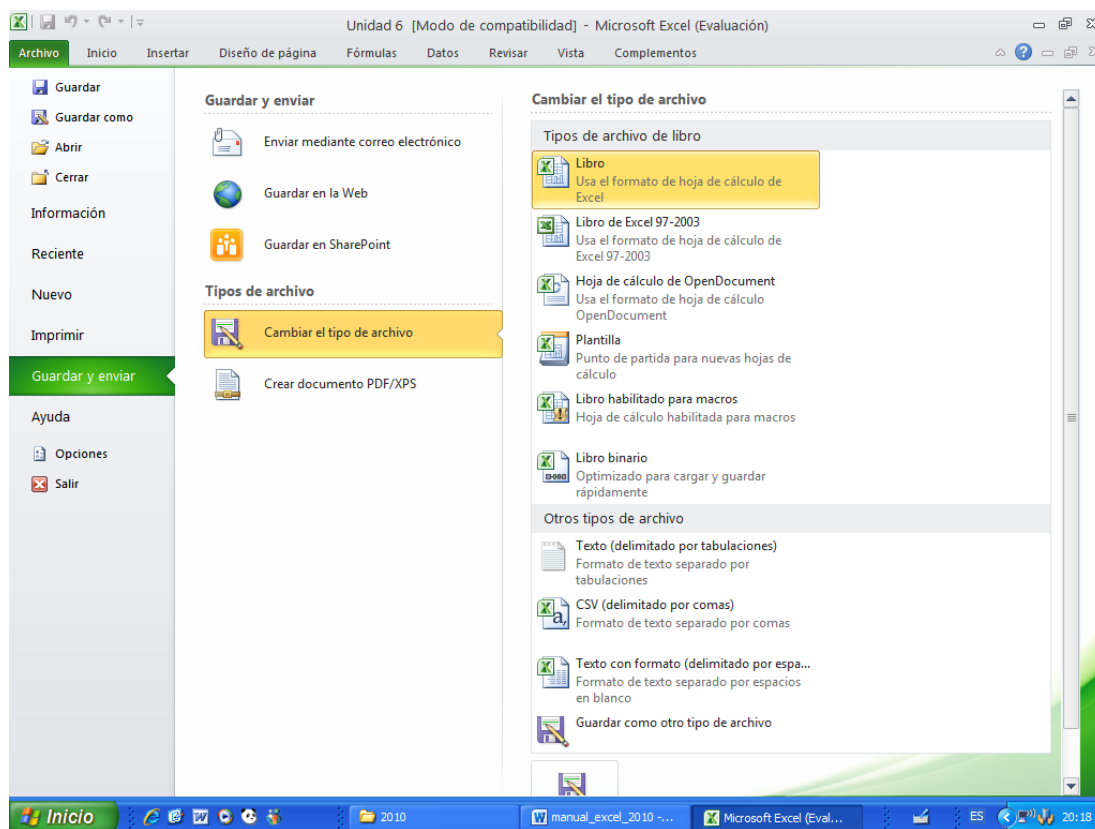 Unidad 6 [Modo de compatibilidad] - Microsoft Excel (Evaluación)
Archivo Inicio Insertar Diseño de página Fórmulas Datos Revisar Vista Complementos
Guardar
Guardar como
Abrir
Cerrar
Información
Reciente
Nuevo
Imprimir
Guardar y enviar
Ayuda
Opciones
Salir
Guardar y enviar
Enviar mediante correo electrónico
Guardar en la Web
Guardar en SharePoint
Tipos de archivo
Cambiar el tipo de archivo
Crear documento PDF/XPS
Cambiar el tipo de archivo
Tipos de archivo de libro
Libro
Usa el formato de hoja de cálculo de
Excel
Libro de Excel 97-2003
Usa el formato de hoja de cálculo de
Excel 97-2003
Hoja de cálculo de OpenDocument
Usa el formato de hoja de cálculo
OpenDocument
Plantilla
Punto de partida para nuevas hojas de
cálculo
Libro habilitado para macros
Hoja de cálculo habilitada para macros
Libro binario
Optimizado para cargar y guardar
rápidamente
Otros tipos de archivo
Texto (delimitado por tabulaciones)
Formato de texto separado por
tabulaciones
CSV (delimitado por comas)
Formato de texto separado por comas
Texto con formato (delimitado por espa...
Formato de texto separado por espacios
en blanco
Guardar como otro tipo de archivo
Inicio 2010 manual_excel_2010 -... Microsoft Excel (Eval... ES 20:18